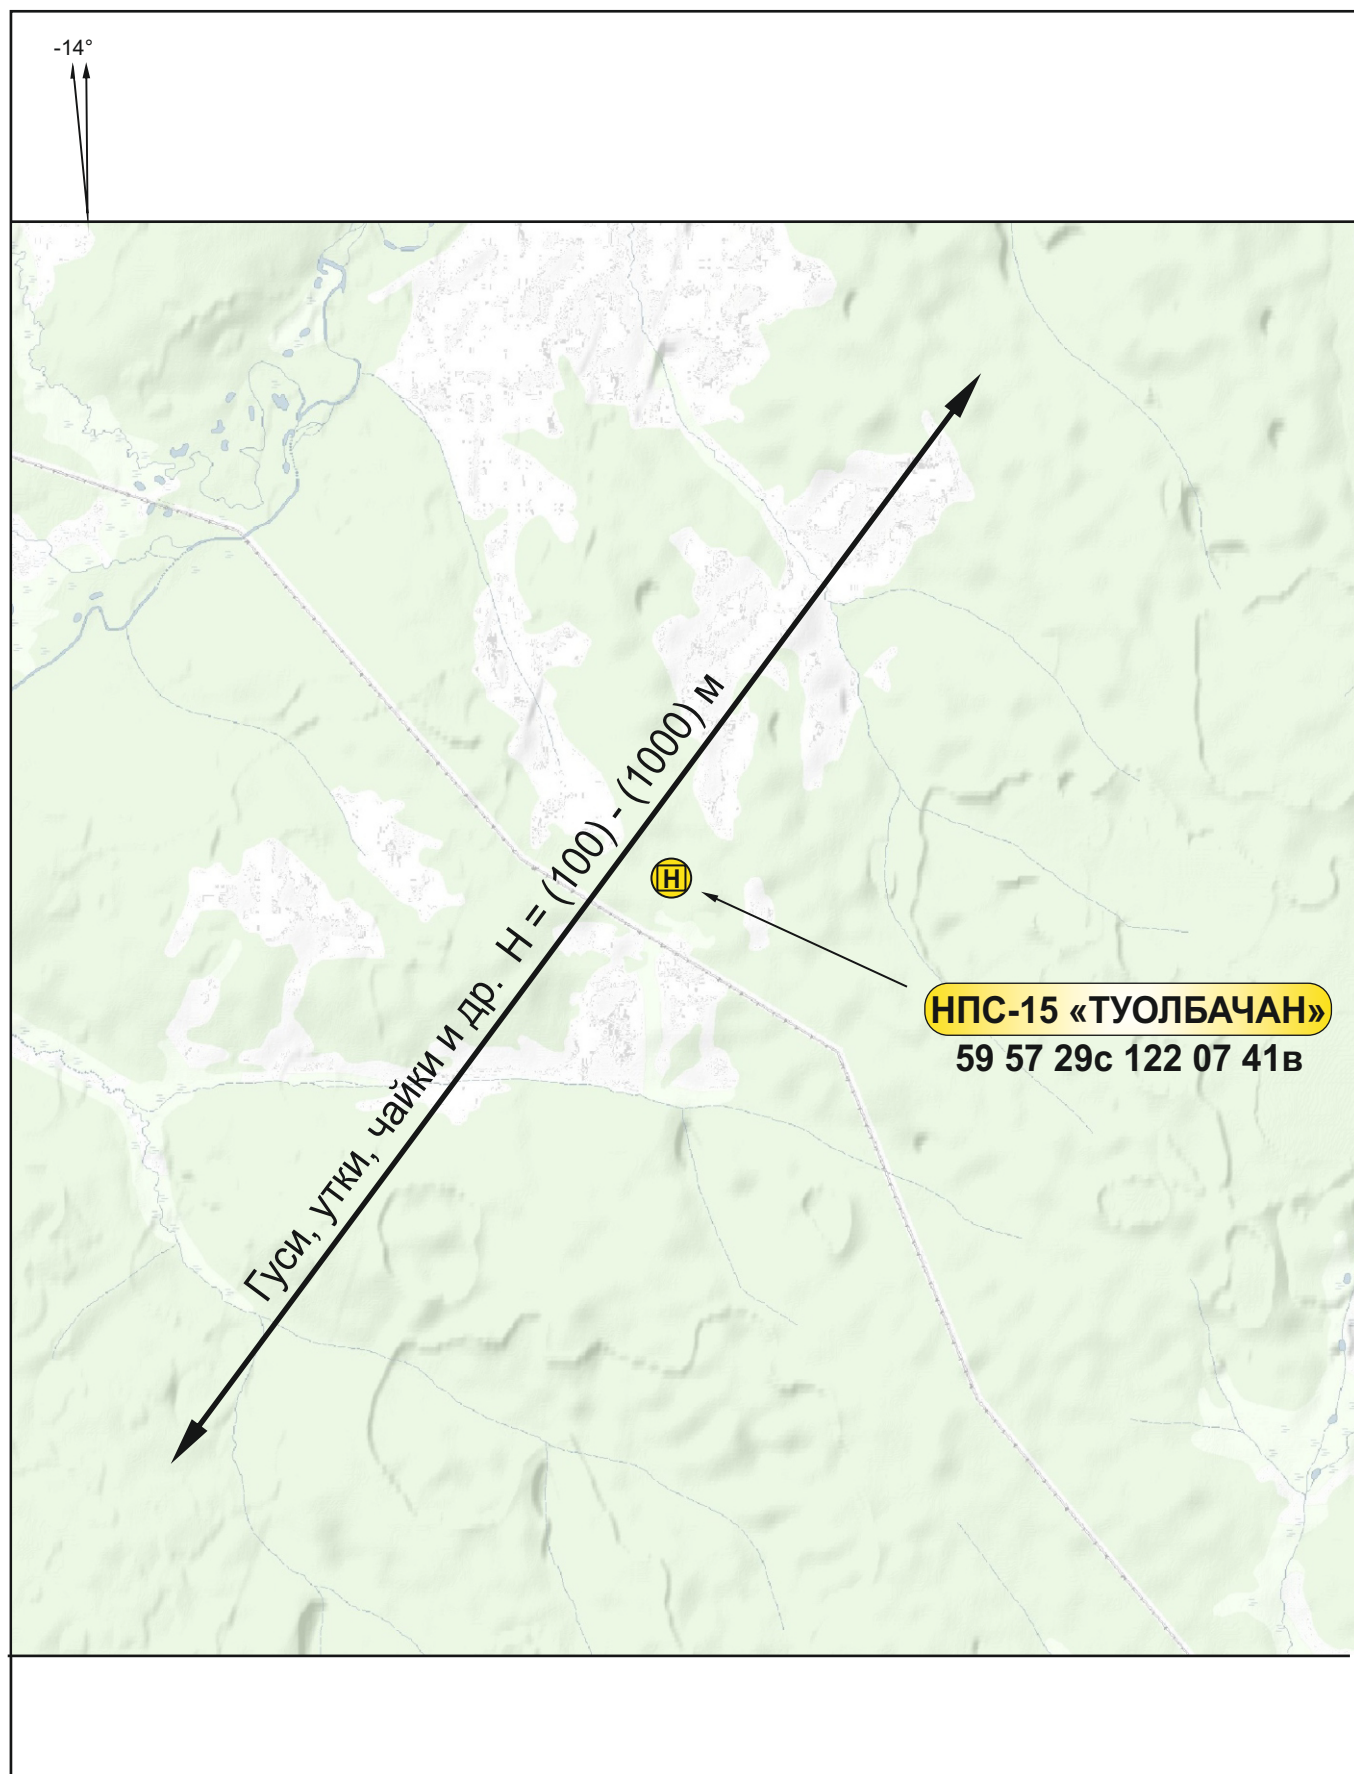 -14°
Гуси, утки, чайки и др. Н = (100) - (1000) м
Н
НПС-15 «ТУОЛБАЧАН»
59 57 29с 122 07 41в